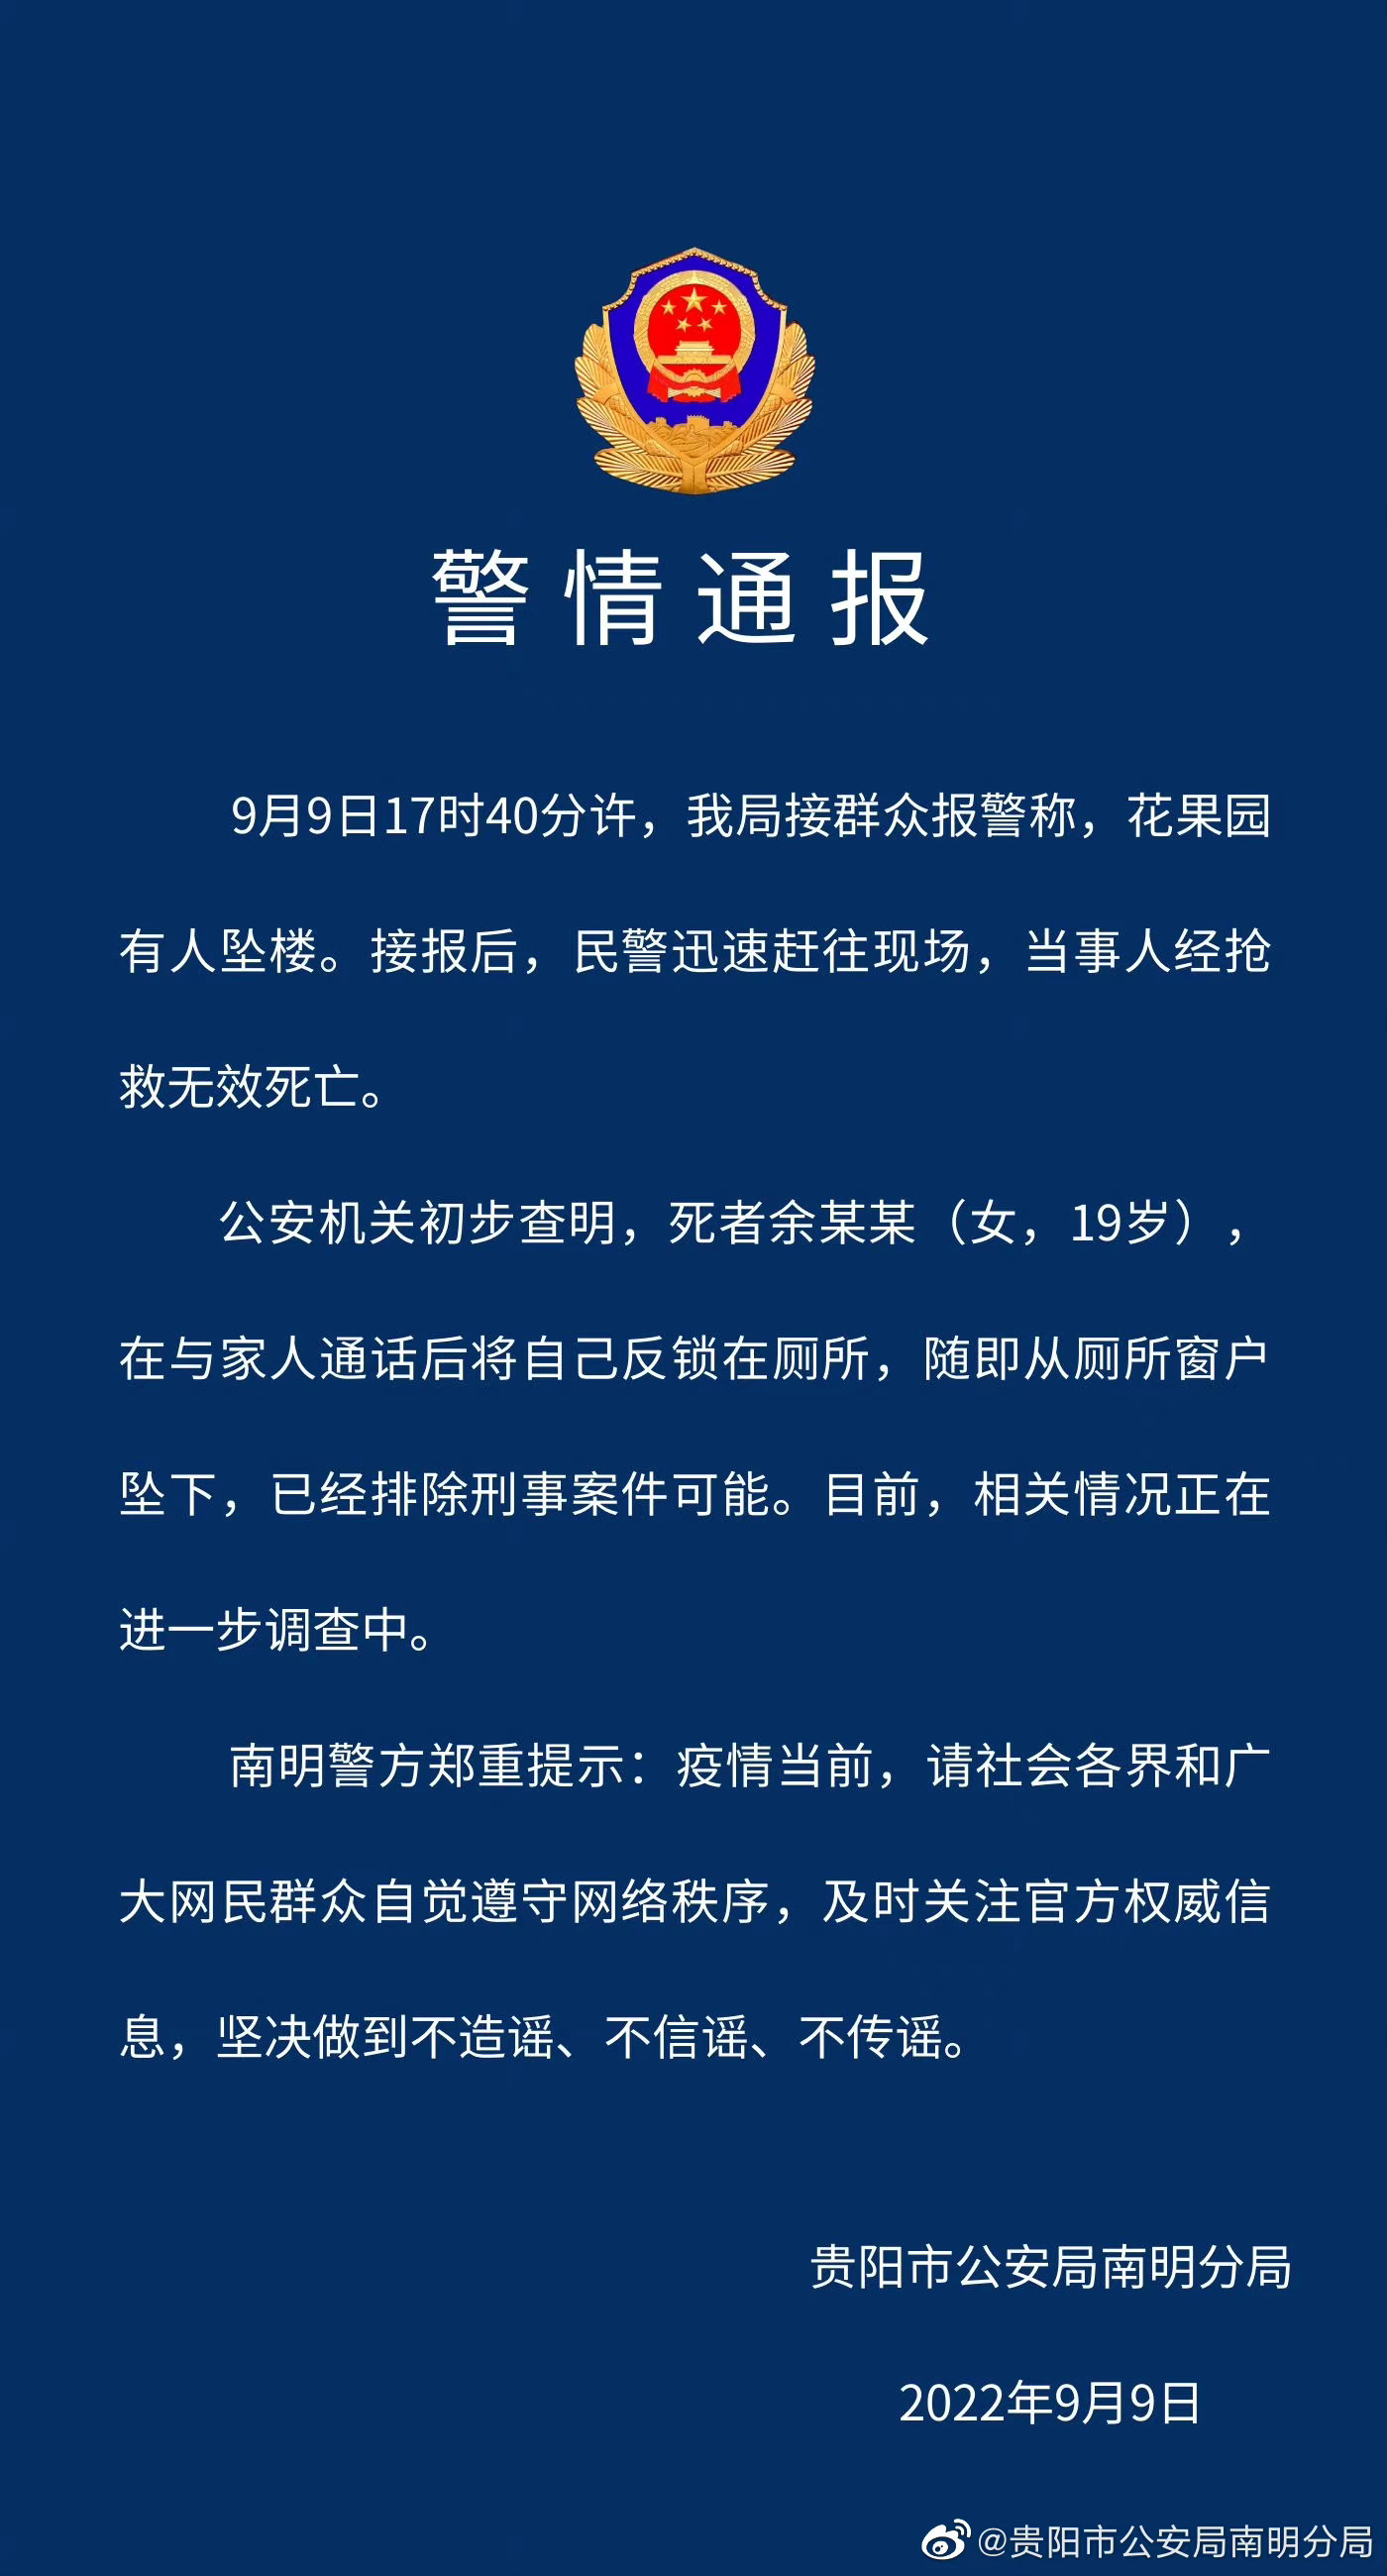 警情通报
9月9日17时40分许，我局接群众报警称，花果园
有人坠楼。接报后，民警迅速赶往现场，当事人经抢
救无效死亡。
公安机关初步查明，死者余某某（女，19岁），
在与家人通话后将自己反锁在厕所，随即从厕所窗户
坠下，已经排除刑事案件可能。目前，相关情况正在
进一步调查中。
南明警方郑重提示：疫情当前，请社会各界和广
大网民群众自觉遵守网络秩序，及时关注官方权威信
息，坚决做到不造谣、不信谣、不传谣。
贵阳市公安局南明分局
2022年9月9日
@贵阳市公安局南明分局